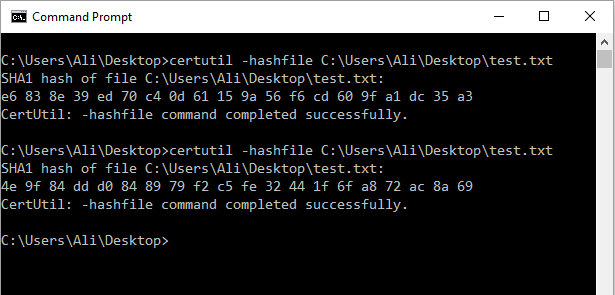 Command Prompt
C:\Users\Ali\Desktop>certutil -hashfile C:\Users\Ali\Desktop\test.txt
SHA1 hash of file C:\Users\Ali\Desktop\test.txt:
e6 83 8e 39 ed 70 c4 0d 61 15 9a 56 f6 cd 60 9f a1 dc 35 a3
CertUtil: -hashfile command completed successfully.
C:\Users\Ali\Desktop>certutil -hashfile C:\Users\Ali\Desktop\test.txt
SHA1 hash of file C:\Users\Ali\Desktop\test.txt:
4e 9f 84 dd d0 84 89 79 f2 c5 fe 32 44 1f 6f a8 72 ac 8a 69
CertUtil: -hashfile command completed successfully.
C:\Users\Ali\Desktop>